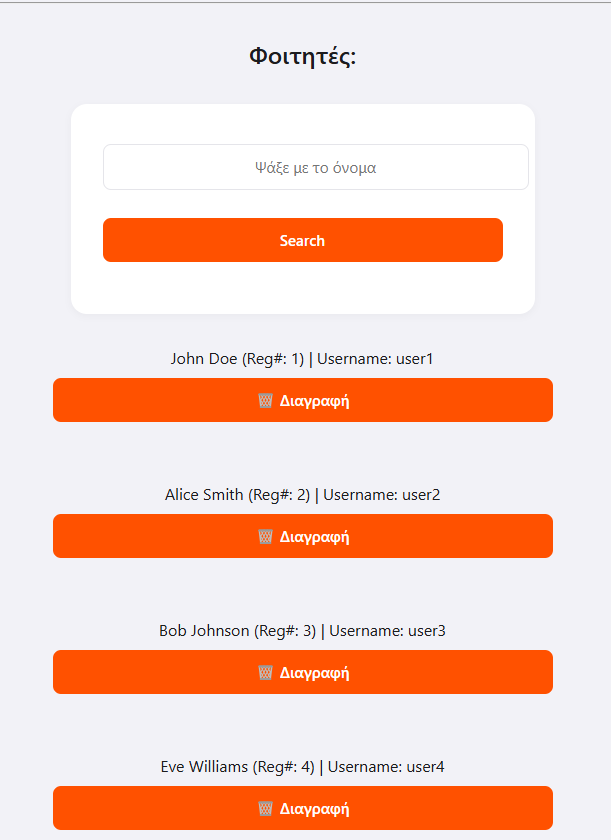 Φοιτητές:
Ψάξε με το όνομα
Search
John Doe (Reg#: 1) | Username: user1
🗑️ Διαγραφή
Alice Smith (Reg#: 2) | Username: user2
🗑️ Διαγραφή
Bob Johnson (Reg#: 3) | Username: user3
🗑️ Διαγραφή
Eve Williams (Reg#: 4) | Username: user4
🗑️ Διαγραφή